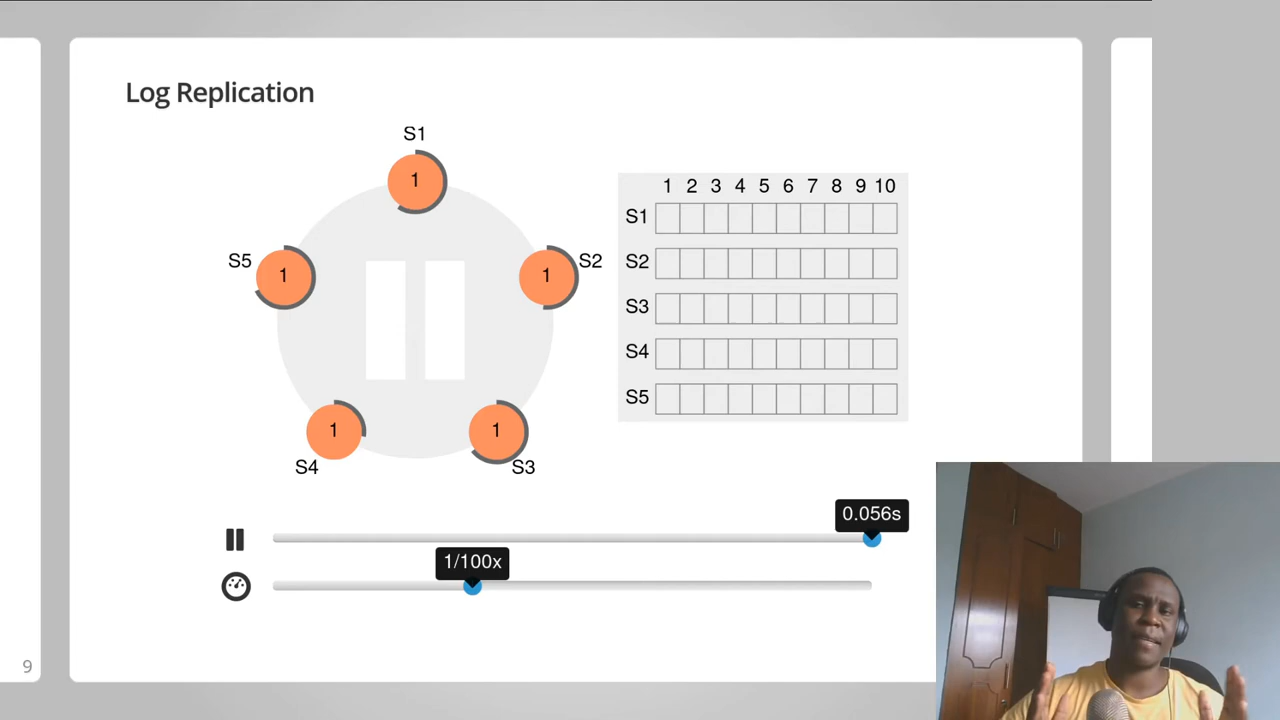 Log Replication
S1
1
S5
1
S2
1
S4
1
S3
1
1 2 3 4 5 6 7 8 9 10
S1
S2
S3
S4
S5
0.056s
1/100x
9